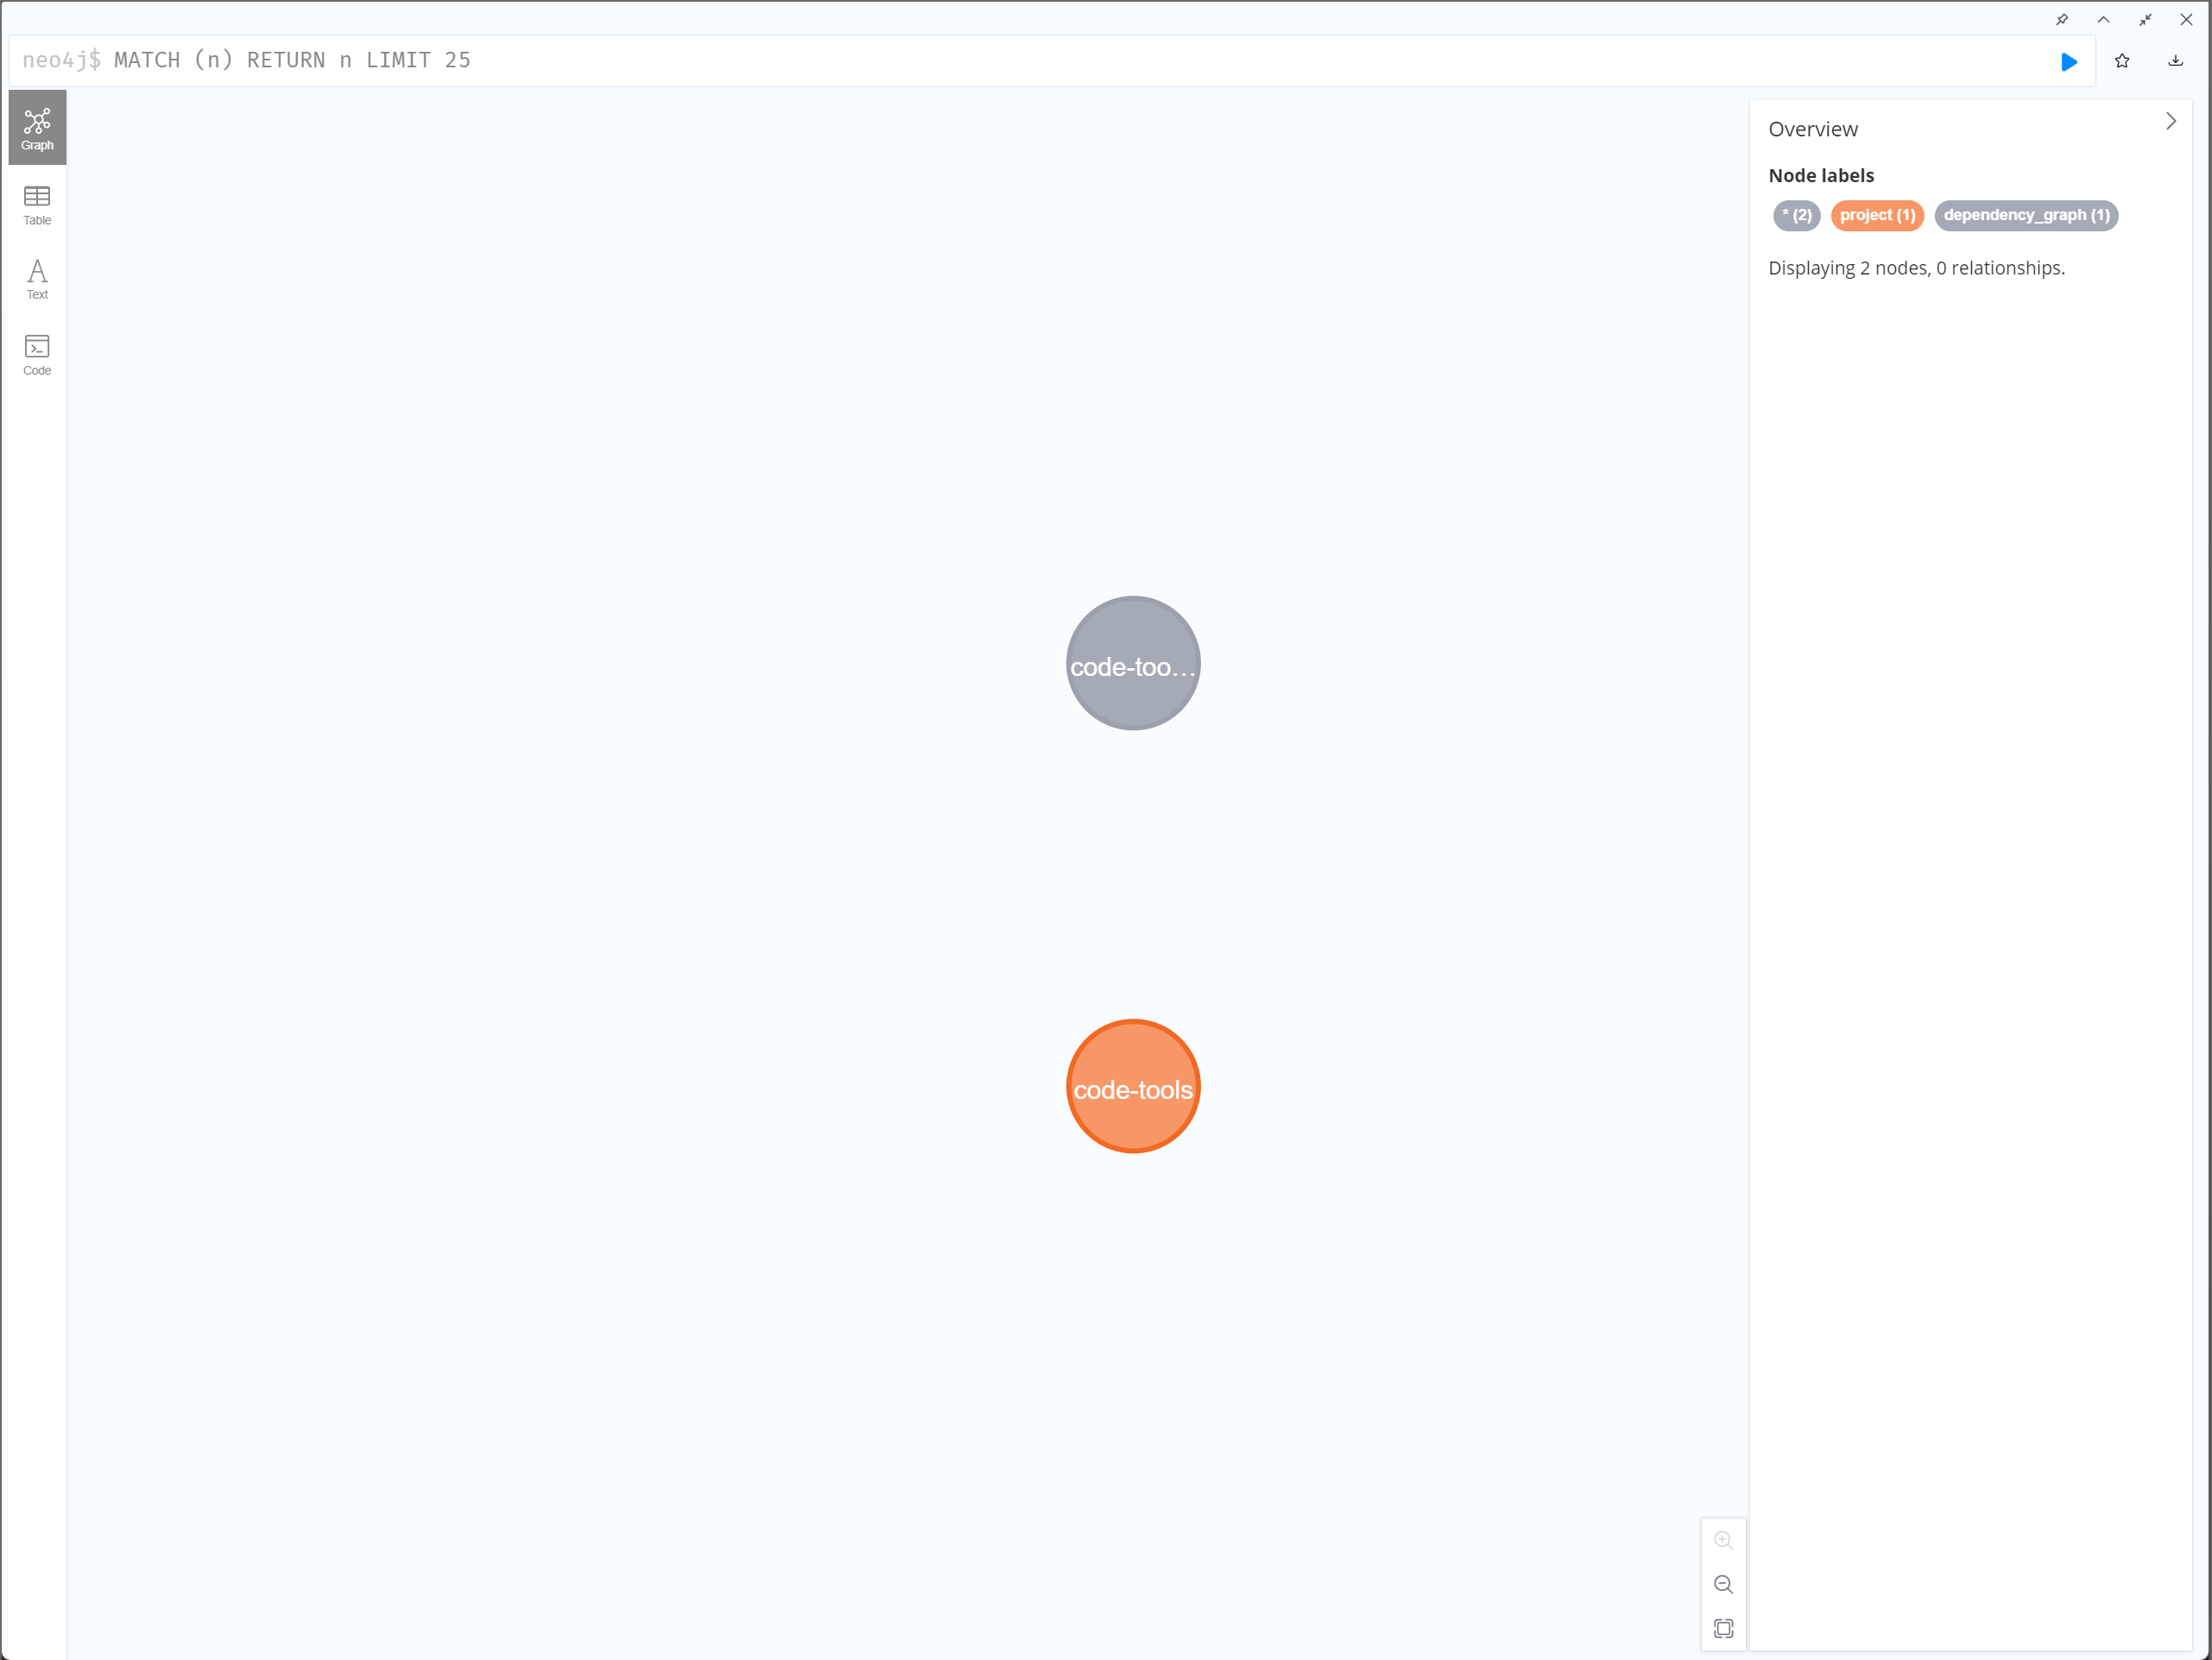 neo4j$ MATCH (n) RETURN n LIMIT 25
Graph
Table
Text
Code
code-too...
code-tools
Overview
Node labels
* (2) project (1) dependency_graph (1)
Displaying 2 nodes, 0 relationships.